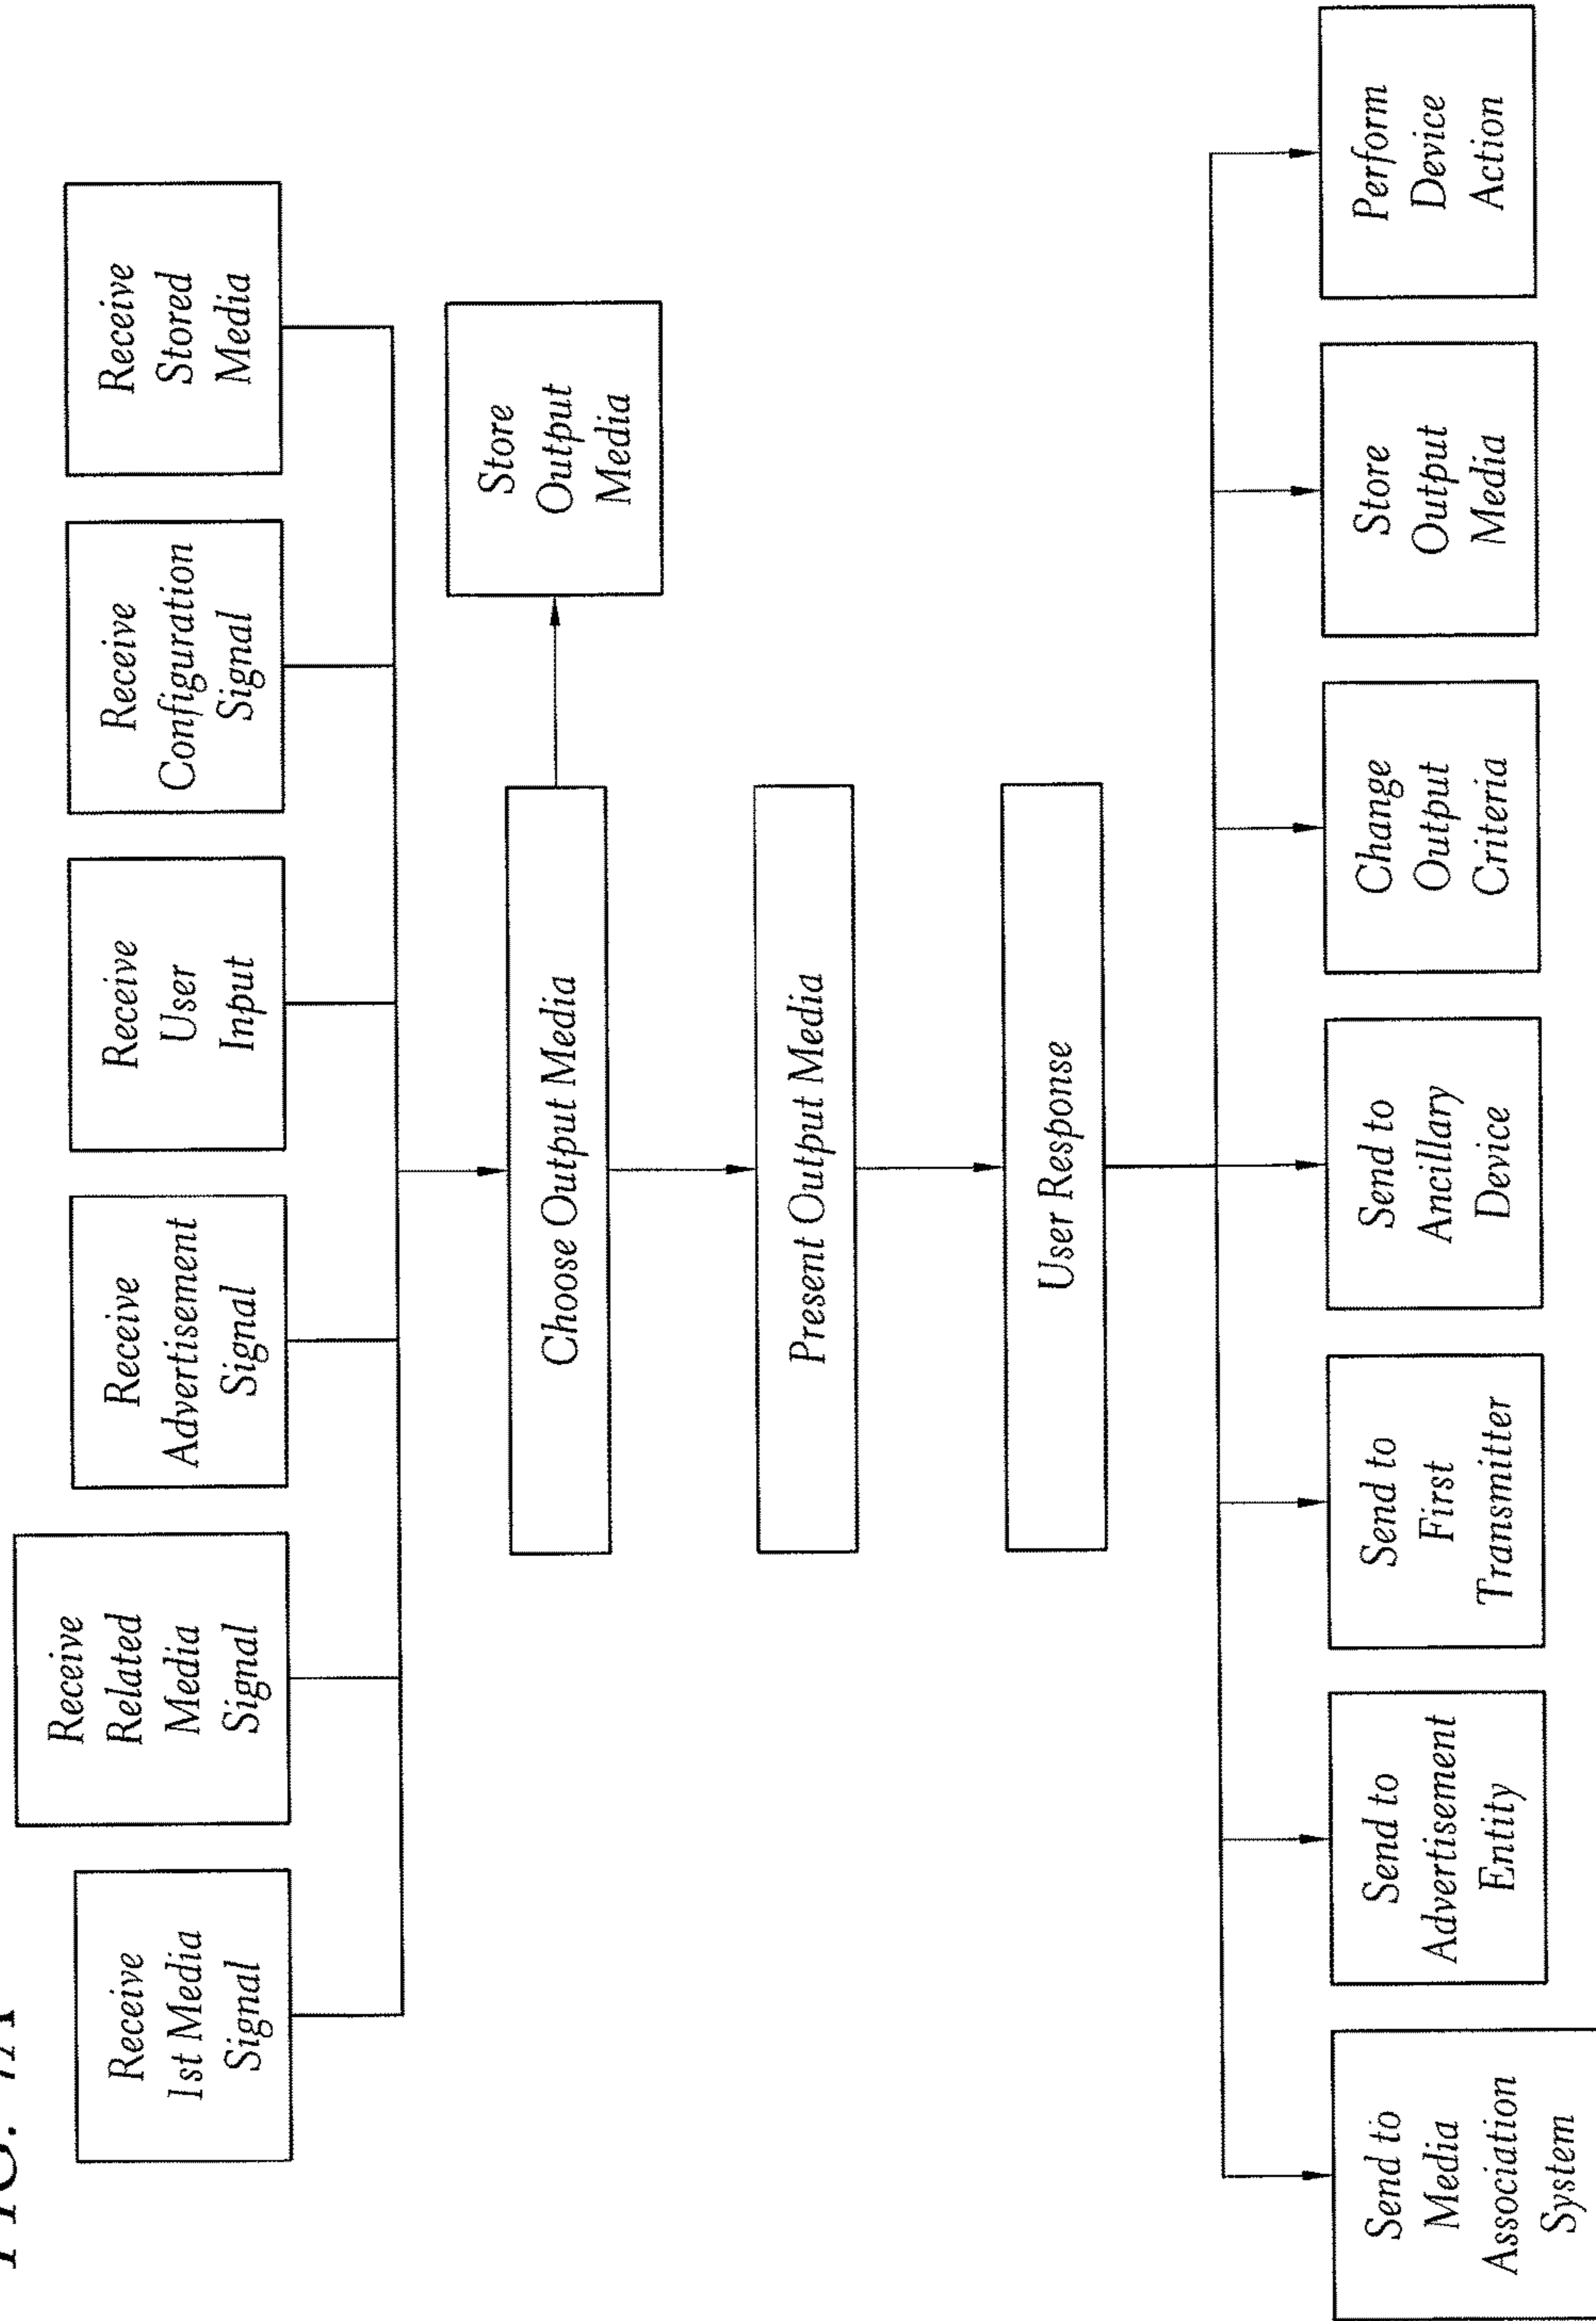 Receive
1st Media
Signal
Receive
Related
Media
Signal
Receive
Advertisement
Signal
Receive
User
Input
Receive
Configuration
Signal
Receive
Stored
Media
Choose Output Media
Store
Output
Media
Present Output Media
User Response
Send to
Media
Association
System
Send to
Advertisement
Entity
Send to
First
Transmitter
Send to
Ancillary
Device
Change
Output
Criteria
Store
Output
Media
Perform
Device
Action